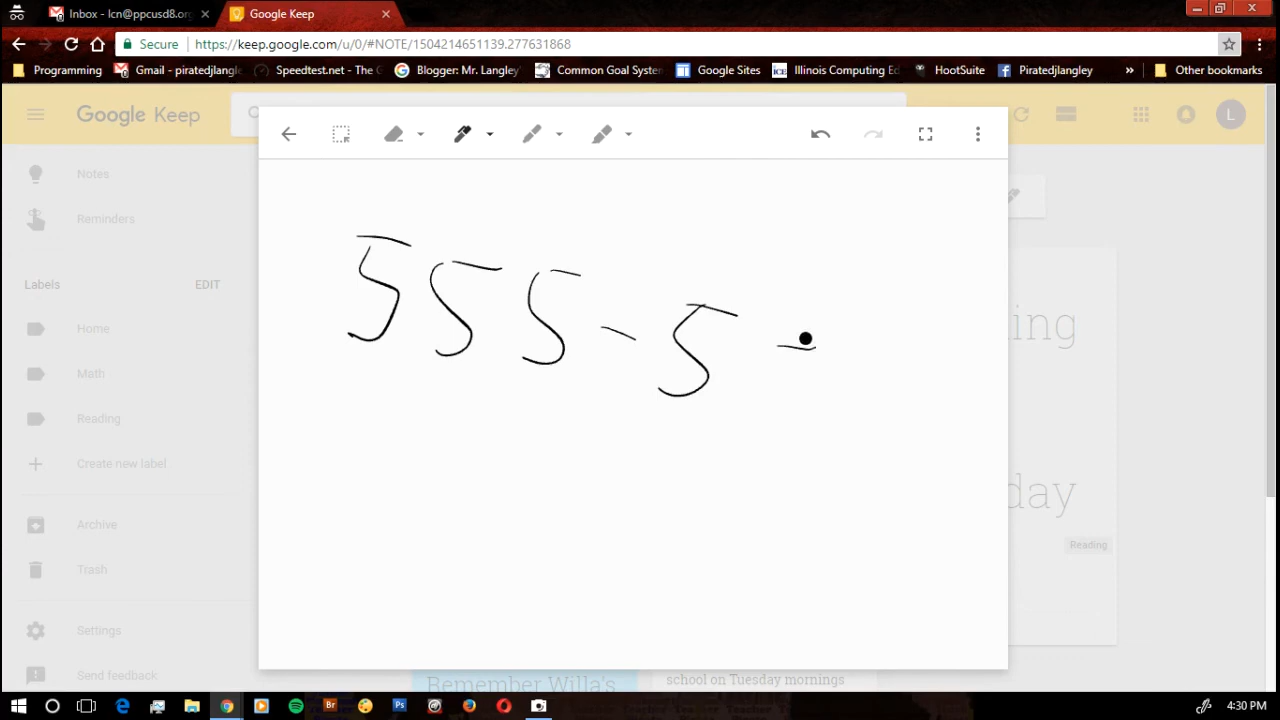 Inbox - lcn@ppcusd8.org
Google Keep
Secure https://keep.google.com/u/0/#NOTE/1504214651139.277631868
Programming Gmail - piratedjlangle Speedtest.net - The G Blogger: Mr. Langley' Common Goal System Google Sites Illinois Computing Ed HootSuite Piratedjlangley » Other bookmarks
Google Keep
L
Notes
Reminders
Labels EDIT
Home
Math
Reading
Create new label
Archive
Trash
Settings
Send feedback
555-5
ing
day
Reading
Remember Willa's
school on Tuesday mornings
4:30 PM